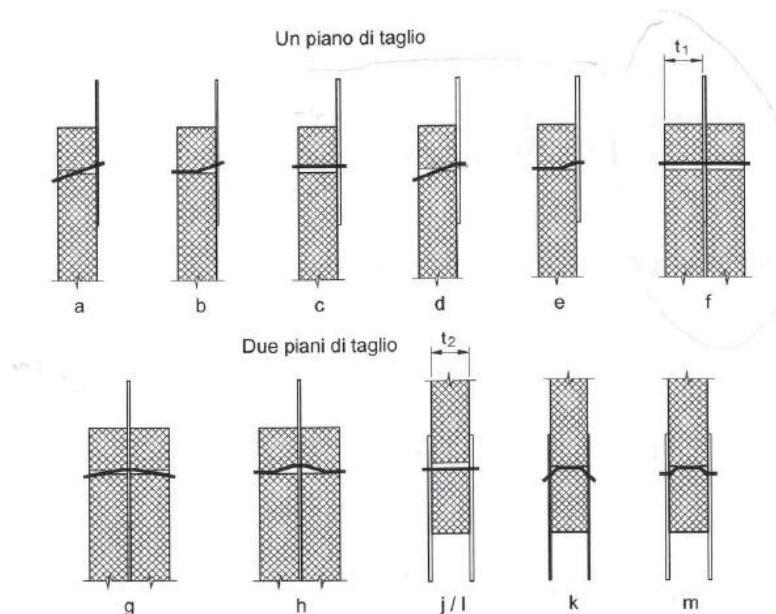 Un piano di taglio
t1
a b c d e f
Due piani di taglio
t2
g h j / l k m